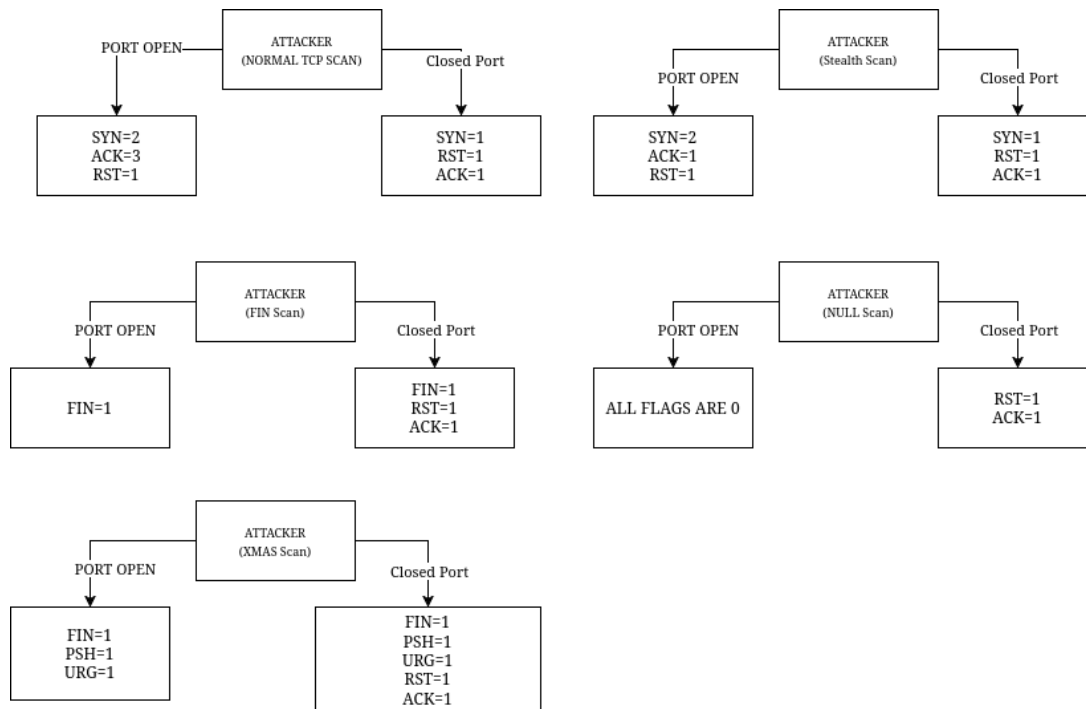 ATTACKER
(NORMAL TCP SCAN)
PORT OPEN
Closed Port
SYN=2
ACK=3
RST=1
SYN=1
RST=1
ACK=1
ATTACKER
(Stealth Scan)
PORT OPEN
Closed Port
SYN=2
ACK=1
RST=1
SYN=1
RST=1
ACK=1
ATTACKER
(FIN Scan)
PORT OPEN
Closed Port
FIN=1
FIN=1
RST=1
ACK=1
ATTACKER
(NULL Scan)
PORT OPEN
Closed Port
ALL FLAGS ARE 0
RST=1
ACK=1
ATTACKER
(XMAS Scan)
PORT OPEN
Closed Port
FIN=1
PSH=1
URG=1
FIN=1
PSH=1
URG=1
RST=1
ACK=1